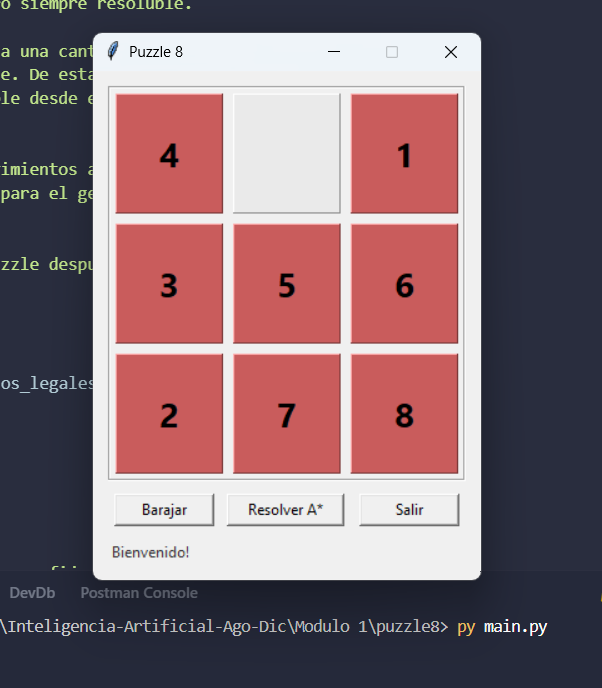 o siempre resoluble.
Puzzle 8
a una cant
e. De esta
le desde e
imientos a
para el ge
zzle despu
os_legales
4 1
3 5 6
2 7 8
Barajar Resolver A* Salir
Bienvenido!
DevDb Postman Console
\Inteligencia-Artificial-Ago-Dic\Modulo 1\puzzle8> py main.py